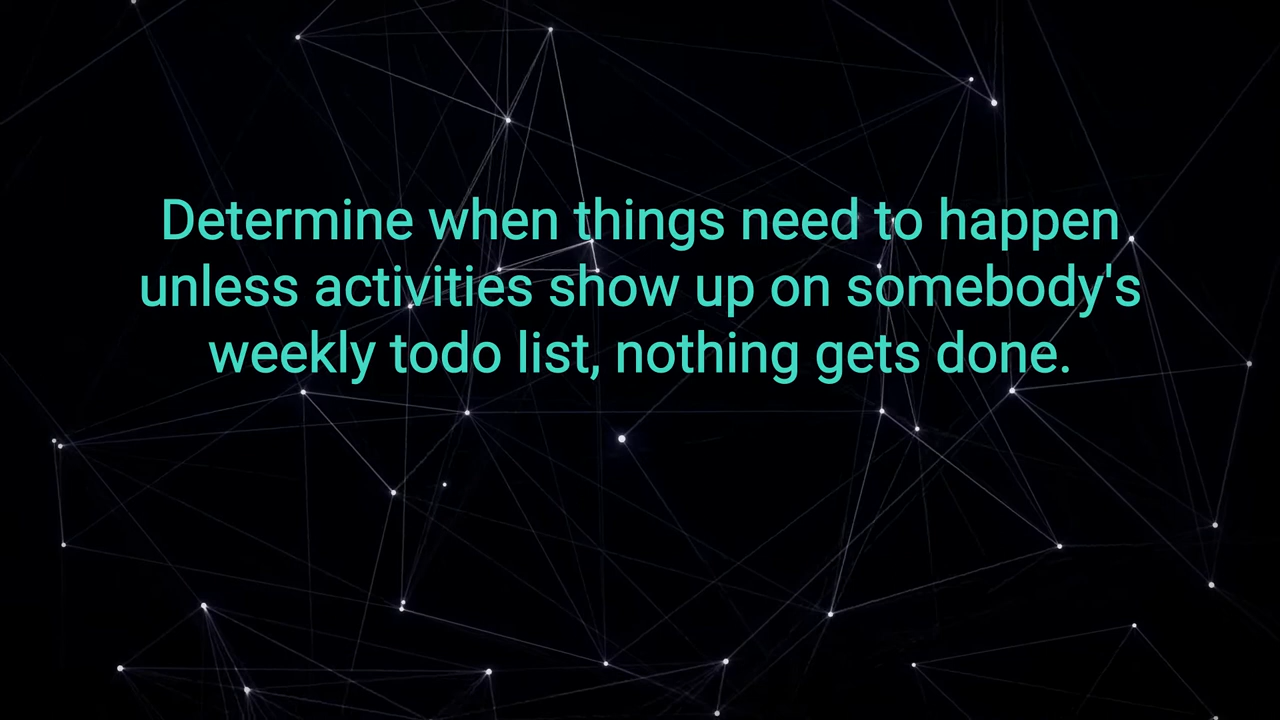 Determine when things need to happen
unless activities show up on somebody's
weekly todo list, nothing gets done.